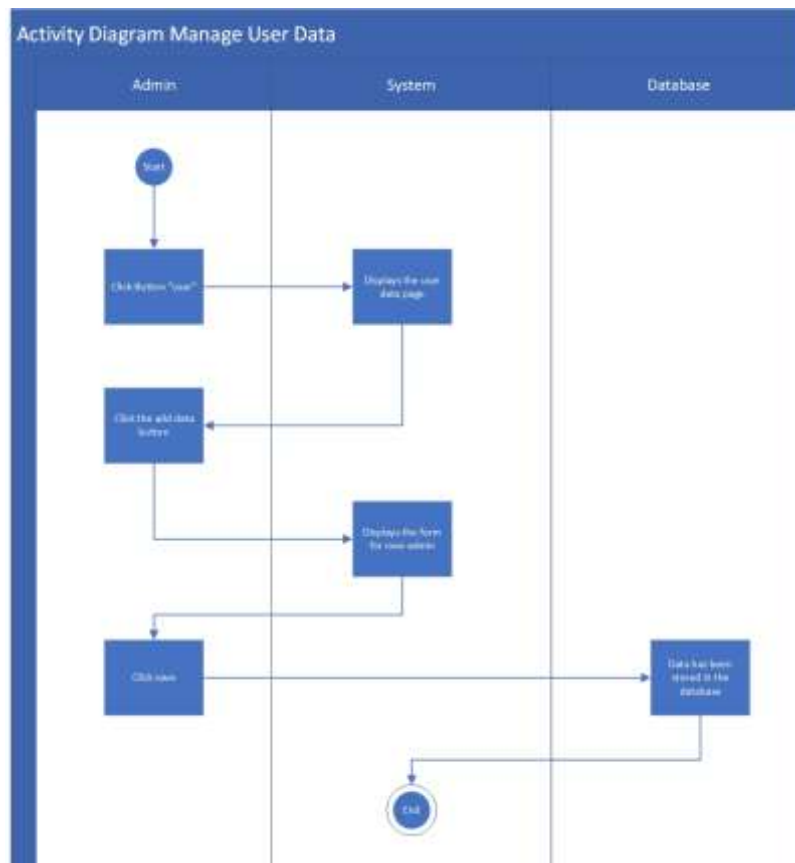 Activity Diagram Manage User Data
Admin
System
Database
Start
Click Button "user"
Displays the user
data page
Click the add data
button
Displays the form
for new admin
Click save
Data has been
stored in the
database
End